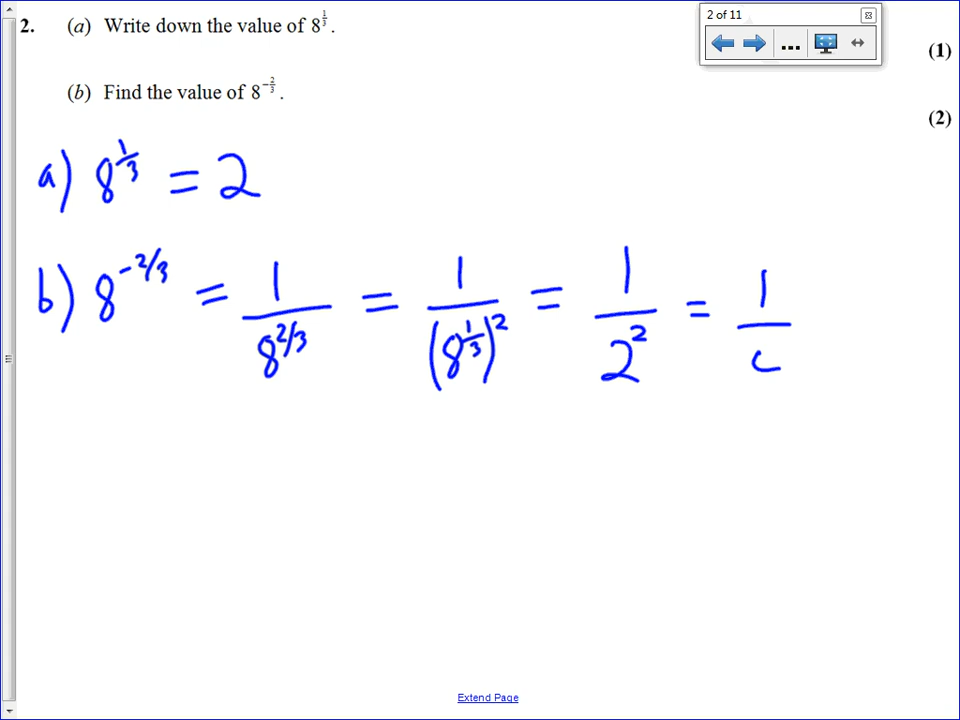 2 of 11
2. (a) Write down the value of 8^{1/3}.
(1)
(b) Find the value of 8^{-2/3}.
(2)
a) 8^{1/3} = 2
b) 8^{-2/3} = 1/8^{2/3} = 1/(8^{1/3})^2 = 1/2^2 = 1/
Extend Page